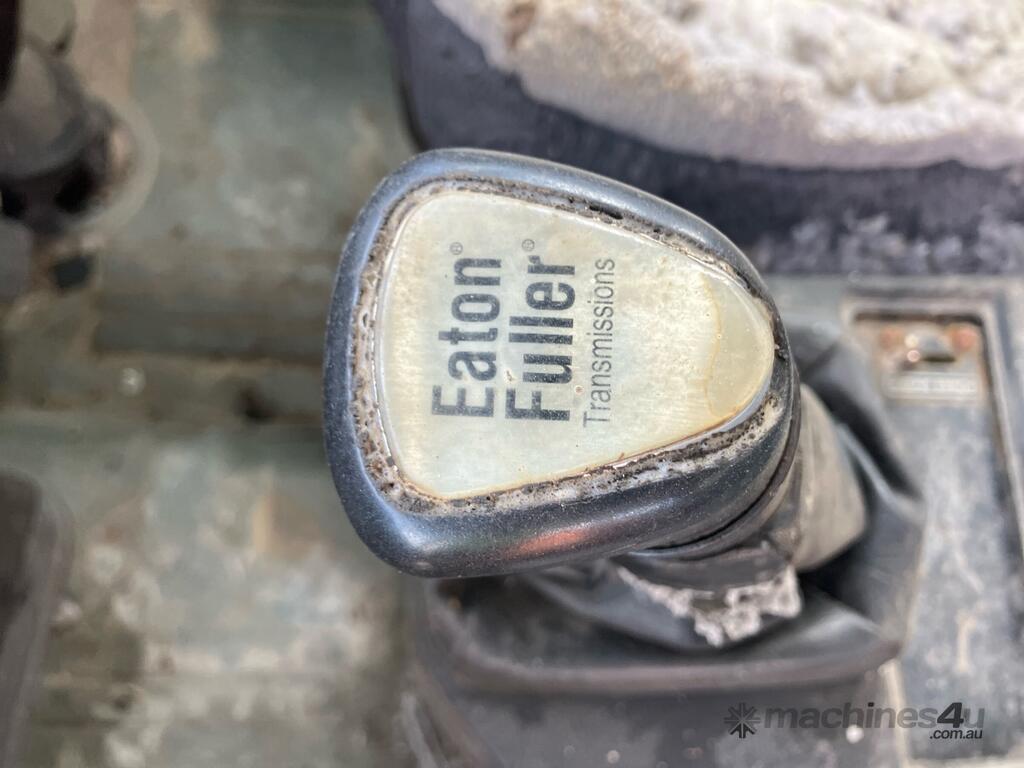 Eaton®
Fuller®
Transmissions
machines4u
.com.au